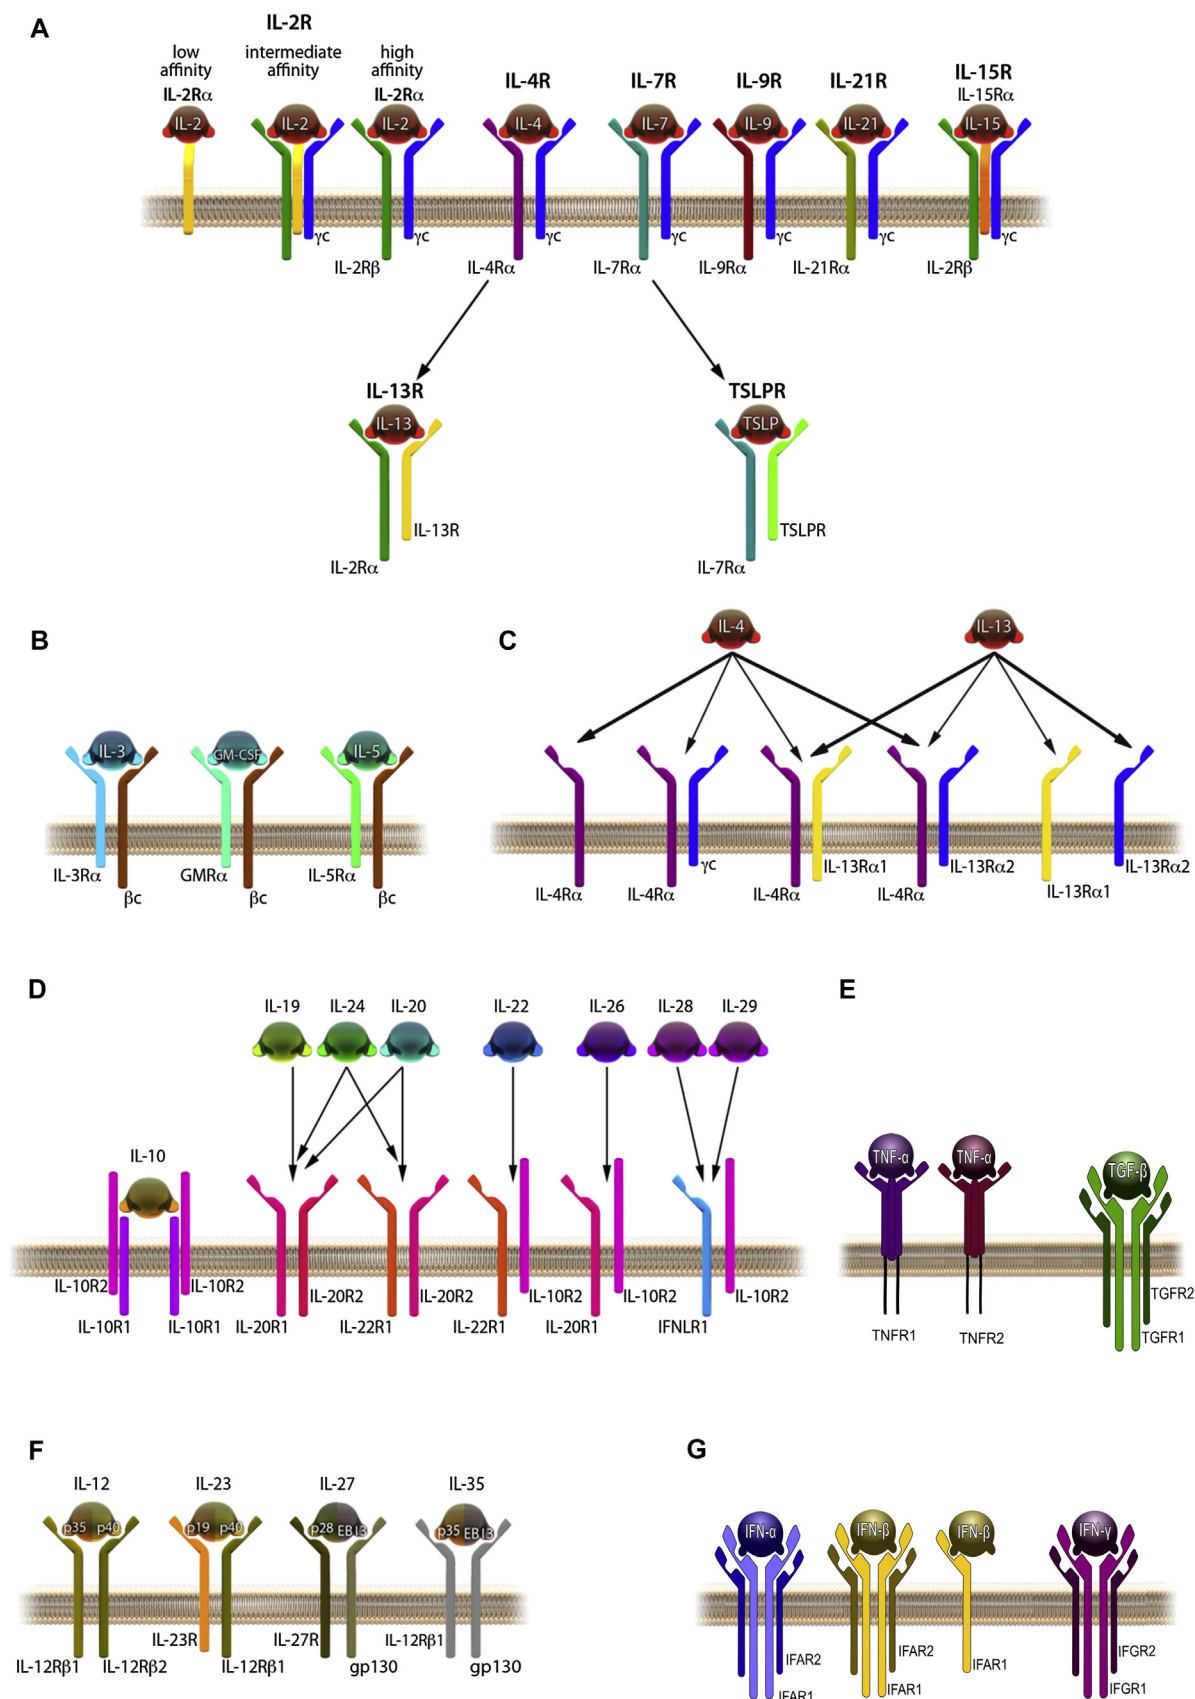 A
IL-2R
low
affinity
IL-2Rα
intermediate
affinity
high
affinity
IL-2Rα
IL-4R
IL-7R
IL-9R
IL-21R
IL-15R
IL-15Rα
IL-2
IL-2
IL-2
IL-4
IL-7
IL-9
IL-21
IL-15
γc
γc
γc
γc
γc
γc
γc
IL-2Rβ
IL-4Rα
IL-7Rα
IL-9Rα
IL-21Rα
IL-2Rβ
IL-13R
TSLPR
IL-13
TSLP
IL-13R
TSLPR
IL-2Rα
IL-7Rα
B
IL-3
GM-CSF
IL-5
IL-3Rα
GMRα
IL-5Rα
βc
βc
βc
C
IL-4
IL-13
γc
IL-13Rα1
IL-13Rα2
IL-13Rα2
IL-4Rα
IL-4Rα
IL-4Rα
IL-4Rα
IL-13Rα1
D
IL-19
IL-24
IL-20
IL-22
IL-26
IL-28
IL-29
IL-10
IL-10R2
IL-10R2
IL-20R2
IL-20R2
IL-10R2
IL-10R2
IL-10R2
IL-10R1
IL-10R1
IL-20R1
IL-22R1
IL-22R1
IL-20R1
IFNLR1
E
TNF-α
TNF-α
TGF-β
TGFR2
TNFR1
TNFR2
TGFR1
F
IL-12
IL-23
IL-27
IL-35
p35
p40
p19
p40
p28
EBI3
p35
EBI3
IL-23R
IL-27R
IL-12Rβ1
IL-12Rβ1
IL-12Rβ2
IL-12Rβ1
gp130
gp130
G
IFN-α
IFN-β
IFN-β
IFN-γ
IFAR2
IFAR2
IFAR1
IFGR2
IFAR1
IFAR1
IFGR1